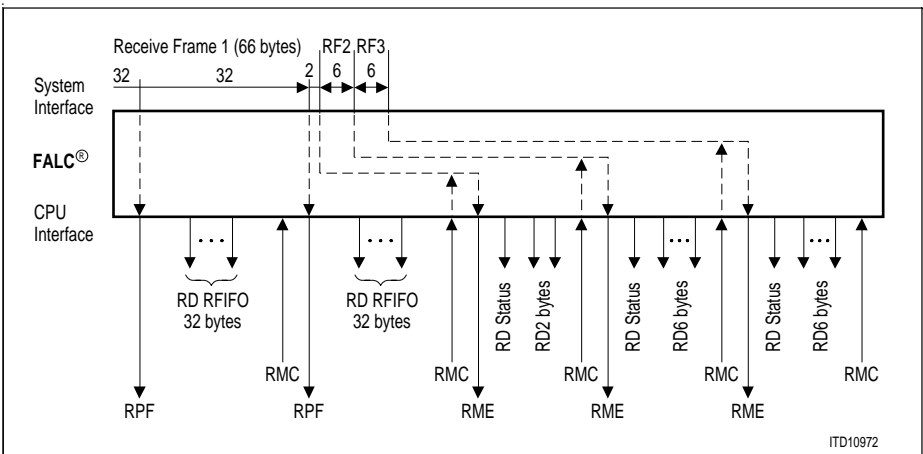 Receive Frame 1 (66 bytes) RF2 RF3
32 32 2 6 6
System
Interface
FALC®
CPU
Interface
... ... ... ...
RD RFIFO
32 bytes
RD RFIFO
32 bytes
RD Status
RD2 bytes
RD Status
RD6 bytes
RD Status
RD6 bytes
RMC RMC RMC RMC RMC
RPF RPF RME RME RME
ITD10972